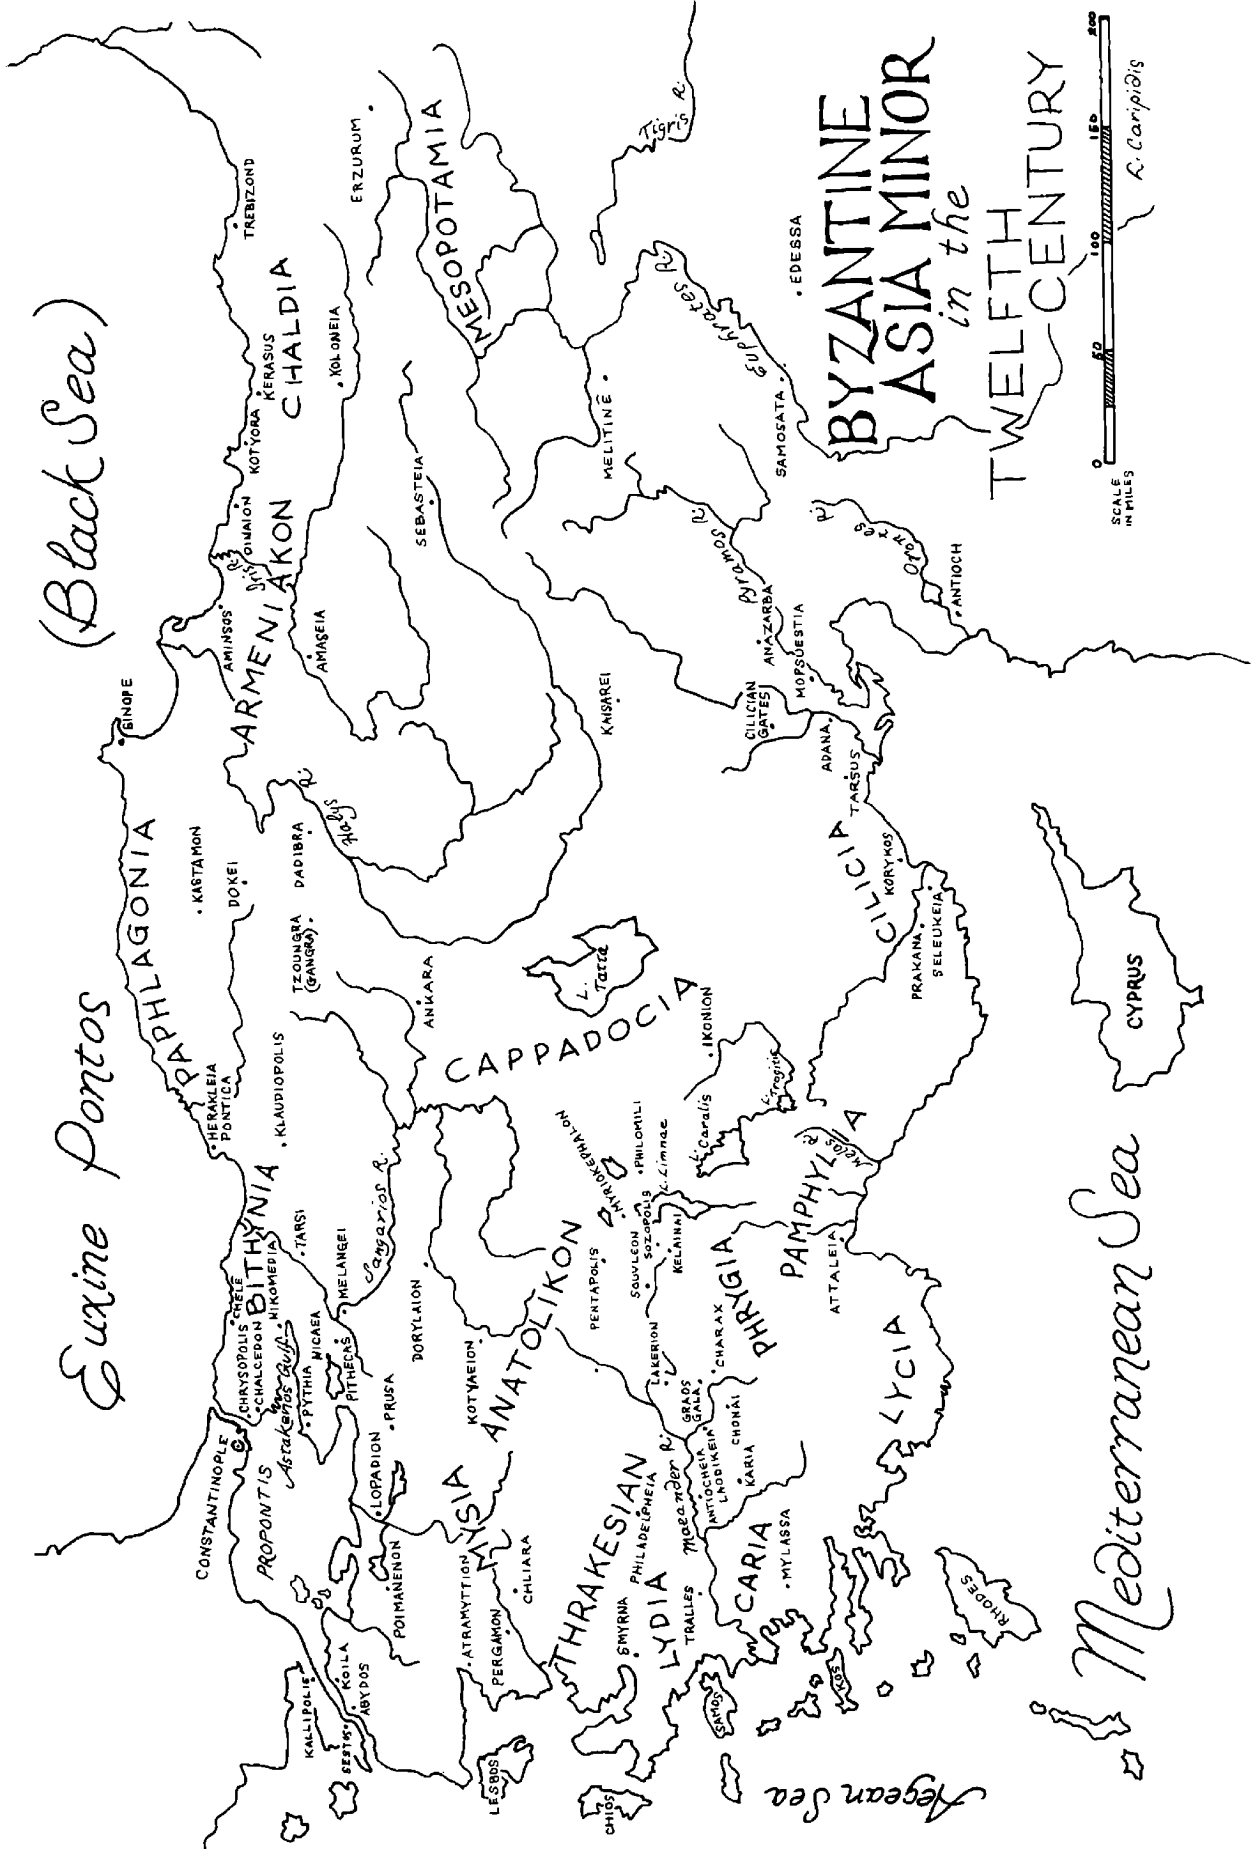 Euxine Pontos
(Black Sea)
PAPHLAGONIA
SINOPE
KASTAMON
DOKEI
HERAKLEIA
PONTICA
KLAUDIOPOLIS
TZOUNGRA
(GANGRA)
DADIBRA
Halys
R.
AMINSOS
ARMENIAKON
AMASEIA
Iris
R.
OINAION
KOTYORA
KERASUS
CHALDIA
KOLONEIA
TREBIZOND
ERZURUM
MESOPOTAMIA
Tigris R.
CONSTANTINOPLE
C
PROPONTIS
CHRYSOPOLIS
CHALCEDON
CHELE
BITHYNIA
NIKOMEDIA
Astakenos Gulf
PYTHIA
NICAEA
TARSI
PITHECAS
MELANGEI
Sangarios R.
ANKARA
SEBASTEIA
KALLIPOLIS
SESTOS
KOILA
ABYDOS
LOPADION
PRUSA
POIMANENON
DORYLAION
KOTYAEION
CAPPADOCIA
L.
Tatta
KAISAREI
MELITINÊ
Euphrates R.
SAMOSATA
EDESSA
LESBOS
ATRAMYTTION
PERGAMON
MYSIA
CHLIARA
ANATOLIKON
PENTAPOLIS
MYRIOKEPHALON
PHILOMILI
L. Limnae
SOUVLEON
SOZOPOLIS
KELAINAI
L. Caralis
L. Trogitis
IKONION
CILICIAN
GATES
ANAZARBA
Pyramos R.
MOPSUESTIA
ADANA
TARSUS
CILICIA
KORYKOS
PRAKANA
SELEUKEIA
Orontes
R.
ANTIOCH
CHIOS
THRAKESIAN
SMYRNA
PHILADELPHEIA
LYDIA
TRALLES
Maeander R.
LAKERION
GRAOS
GALA
CHARAX
ANTIOCHEIA
LAODIKEIA
CHONAI
KARIA
PHRYGIA
PAMPHYLIA
Melas
R.
ATTALEIA
LYCIA
CARIA
MYLASSA
SAMOS
KOS
RHODES
CYPRUS
Aegean Sea
Mediterranean Sea
BYZANTINE
ASIA MINOR
in the
TWELFTH
CENTURY
0 50 100 150 200
SCALE
IN MILES
R. Caripidis